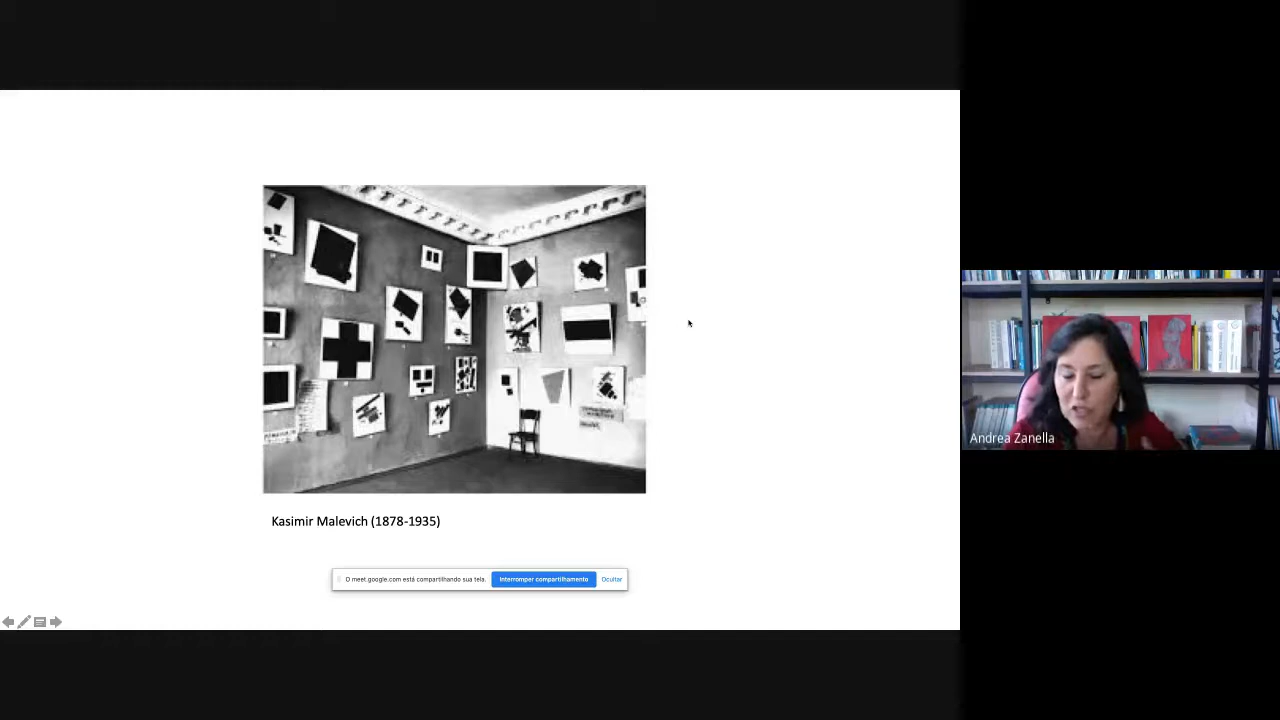 Kasimir Malevich (1878-1935)
O meet.google.com está compartilhando sua tela.
Interromper compartilhamento
Ocultar
Andrea Zanella